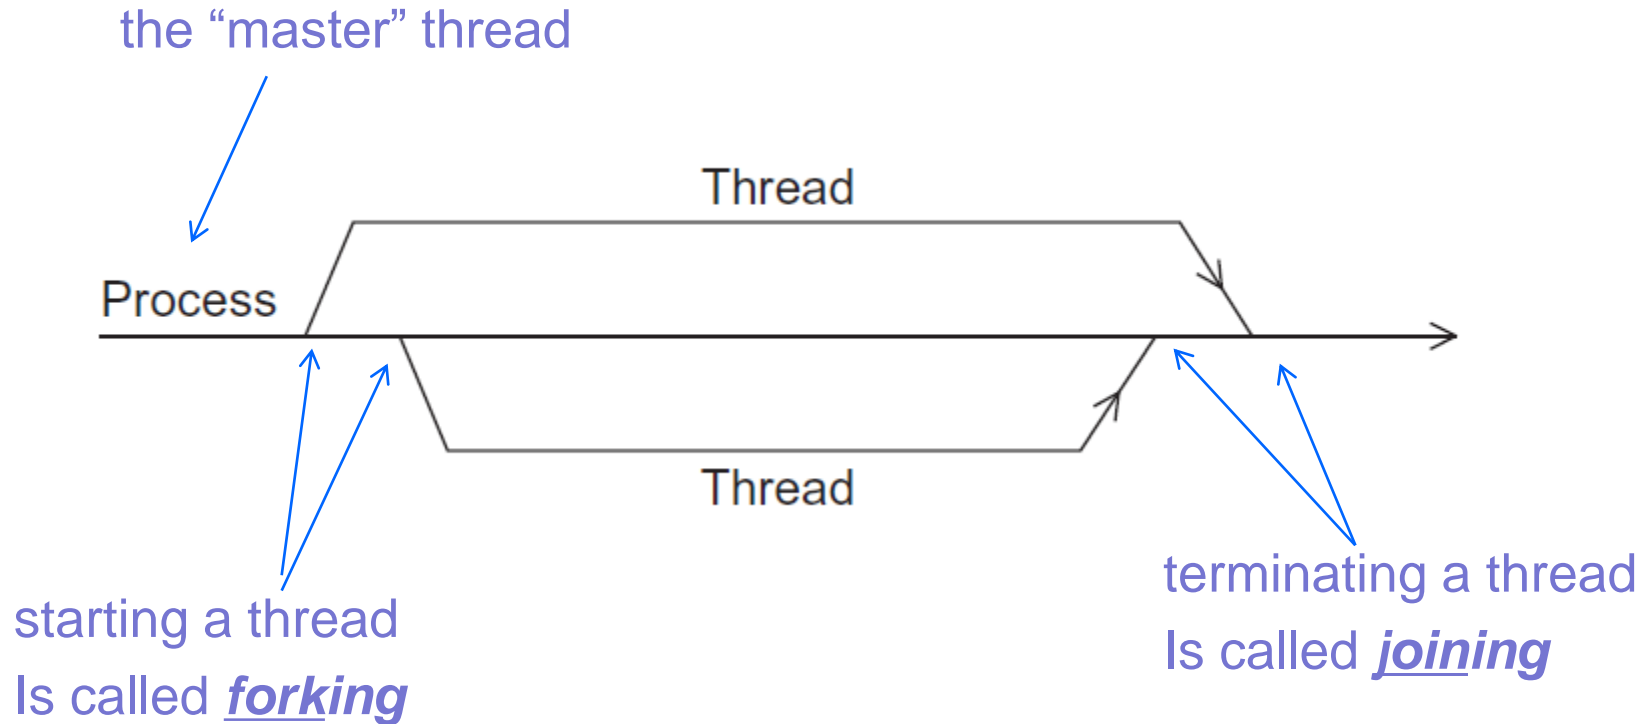 the “master” thread
Thread
Process
Thread
starting a thread
Is called forking
terminating a thread
Is called joining